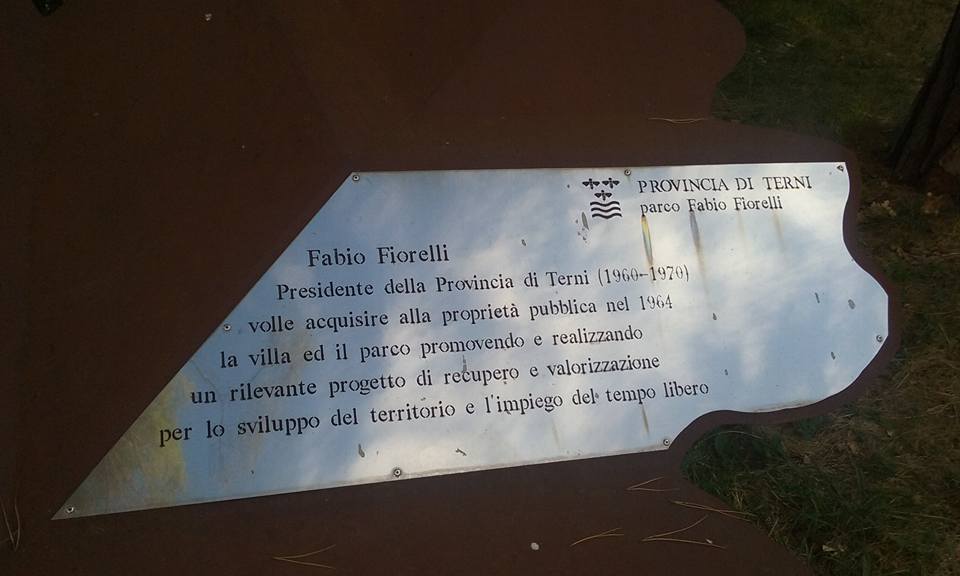 PROVINCIA DI TERNI
parco Fabio Fiorelli
Fabio Fiorelli
Presidente della Provincia di Terni (1960-1970)
volle acquisire alla proprietà pubblica nel 1964
la villa ed il parco promovendo e realizzando
un rilevante progetto di recupero e valorizzazione
per lo sviluppo del territorio e l'impiego del tempo libero